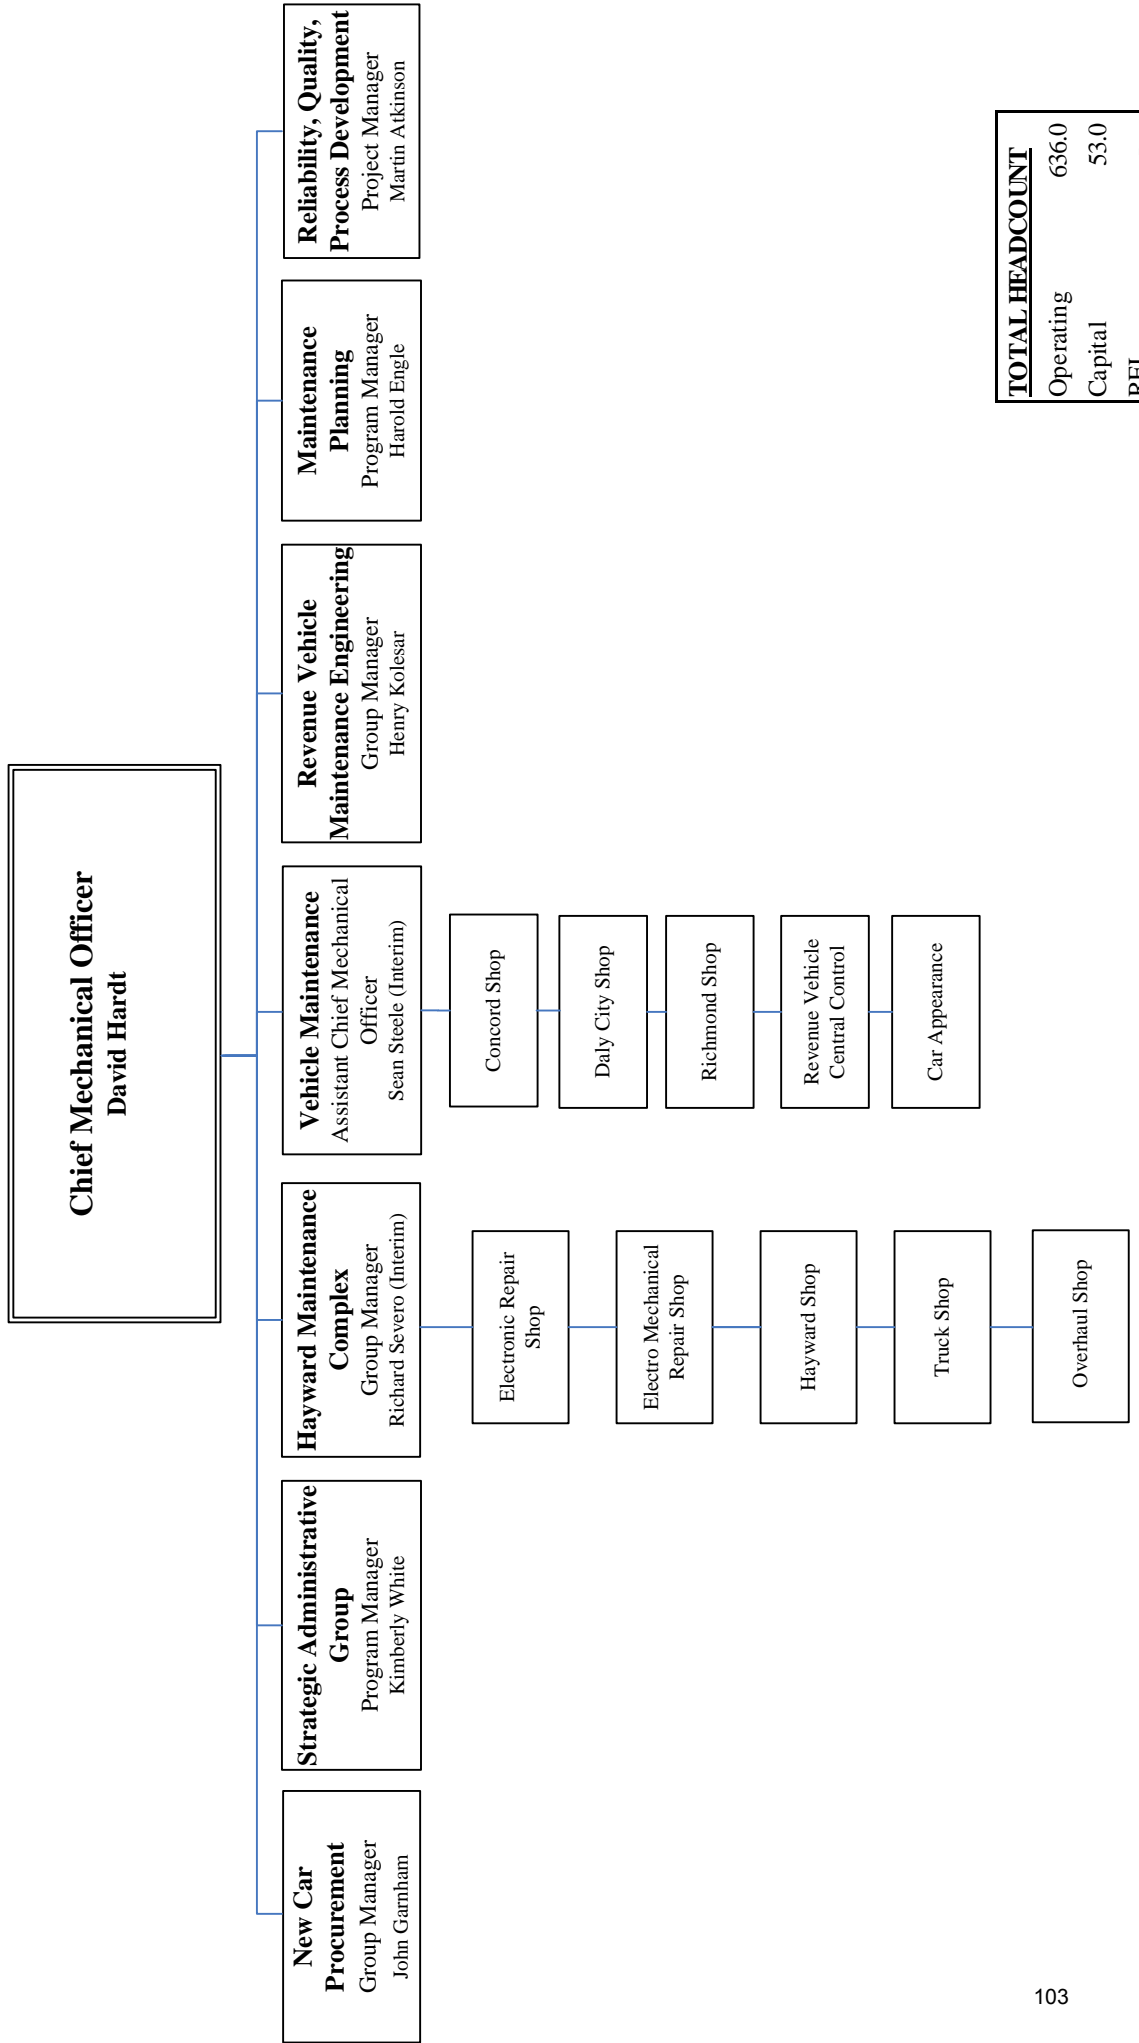 Chief Mechanical Officer
David Hardt
New Car
Procurement
Group Manager
John Garnham
Strategic Administrative
Group
Program Manager
Kimberly White
Hayward Maintenance
Complex
Group Manager
Richard Severo (Interim)
Vehicle Maintenance
Assistant Chief Mechanical
Officer
Sean Steele (Interim)
Revenue Vehicle
Maintenance Engineering
Group Manager
Henry Kolesar
Maintenance
Planning
Program Manager
Harold Engle
Reliability, Quality,
Process Development
Project Manager
Martin Atkinson
Electronic Repair
Shop
Electro Mechanical
Repair Shop
Hayward Shop
Truck Shop
Overhaul Shop
Concord Shop
Daly City Shop
Richmond Shop
Revenue Vehicle
Central Control
Car Appearance
TOTAL HEADCOUNT
Operating 636.0
Capital 53.0
103